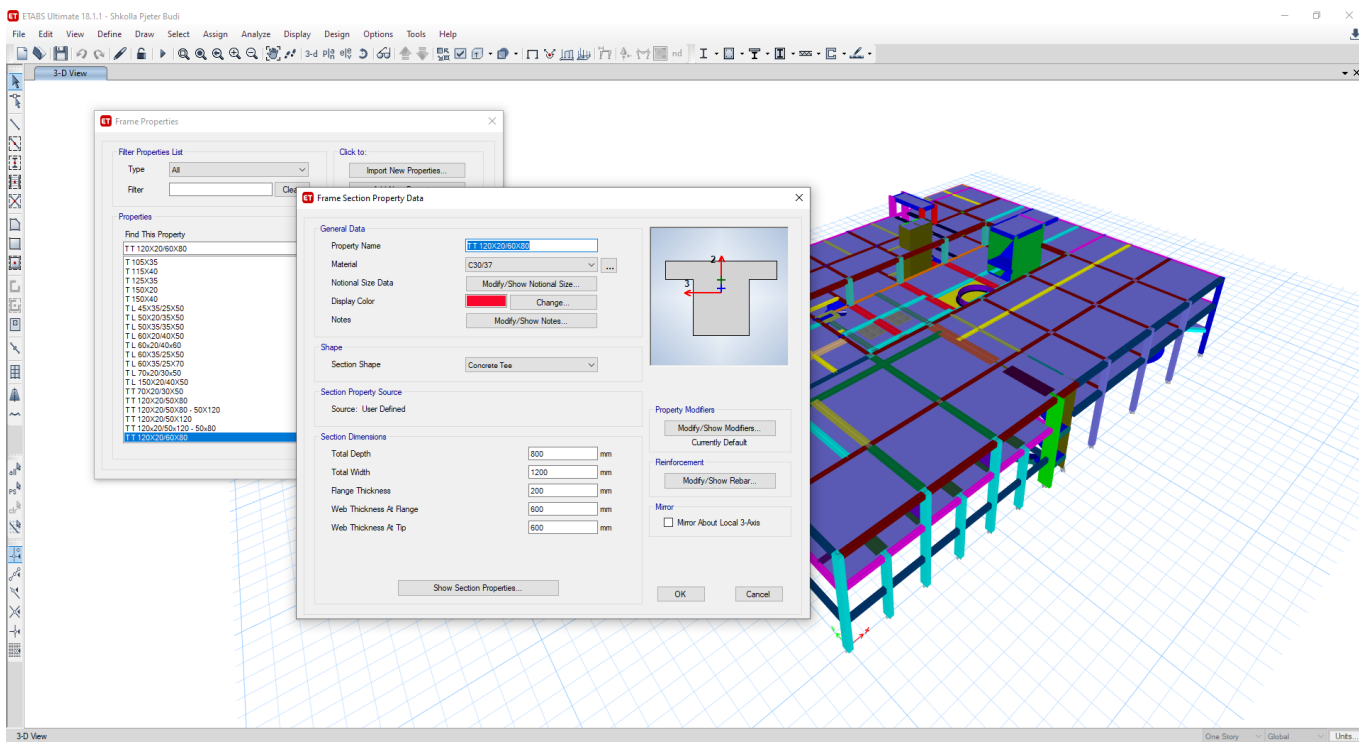 ETABS Ultimate 18.1.1 - Shkolla Pjeter Budi
File Edit View Define Draw Select Assign Analyze Display Design Options Tools Help
3-d
nd
3-D View
Frame Properties
Filter Properties List
Click to:
Type All
Import New Properties...
Filter
Properties
Find This Property
T T 120X20/60X80
T 105X35
T 115X40
T 125X35
T 150X20
T 150X40
T L 45X35/25X50
T L 50X20/35X50
T L 50X35/35X50
T L 60X20/40X50
T L 60x20/40x60
T L 60X35/25X50
T L 60X35/25X70
T L 70x20/30x50
T L 150X20/40X50
T T 70X20/30X50
T T 120X20/50X80
T T 120X20/50X80 - 50X120
T T 120X20/50X120
T T 120x20/50x120 - 50x80
T T 120X20/60X80
Frame Section Property Data
General Data
Property Name T T 120X20/60X80
Material C30/37 ...
Notional Size Data Modify/Show Notional Size...
Display Color Change...
Notes Modify/Show Notes...
Shape
Section Shape Concrete Tee
Section Property Source
Source: User Defined
Section Dimensions
Total Depth 800 mm
Total Width 1200 mm
Flange Thickness 200 mm
Web Thickness At Flange 600 mm
Web Thickness At Tip 600 mm
Show Section Properties...
2
3
Property Modifiers
Modify/Show Modifiers...
Currently Default
Reinforcement
Modify/Show Rebar...
Mirror
Mirror About Local 3-Axis
OK Cancel
all
PS
3-D View
One Story Global Units...